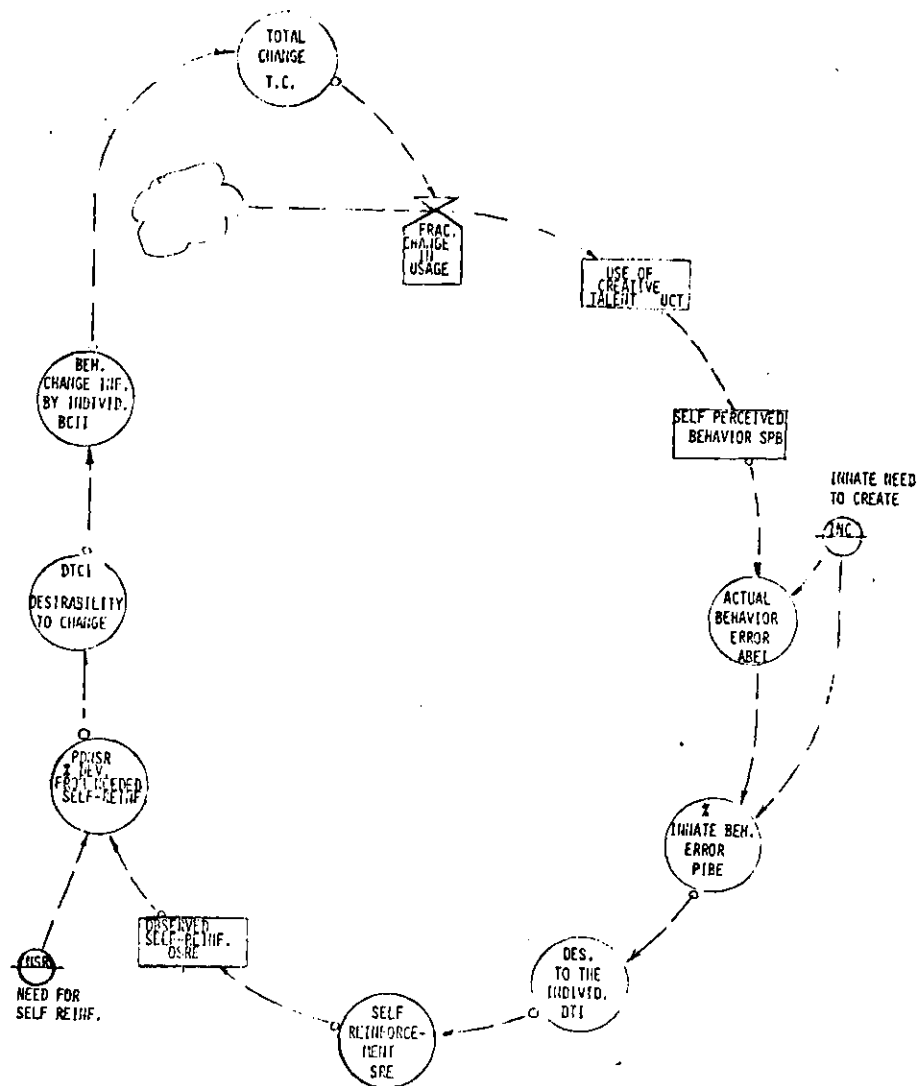 TOTAL
CHANGE
T.C.
FRAC.
CHANGE
IN
USAGE
USE OF
CREATIVE
TALENT UCT
BEH.
CHANGE INF.
BY INDIVID.
BCII
SELF PERCEIVED
BEHAVIOR SPB
INNATE NEED
TO CREATE
INC
DTCI
DESIRABILITY
TO CHANGE
ACTUAL
BEHAVIOR
ERROR
ABEI
PDNSR
% DEV.
FROM NEEDED
SELF-REINF.
%
INNATE BEH.
ERROR
PIBE
OBSERVED
SELF-REINF.
OSRE
NSR
NEED FOR
SELF REINF.
DES.
TO THE
INDIVID.
DTI
SELF
REINFORCE-
MENT
SRE